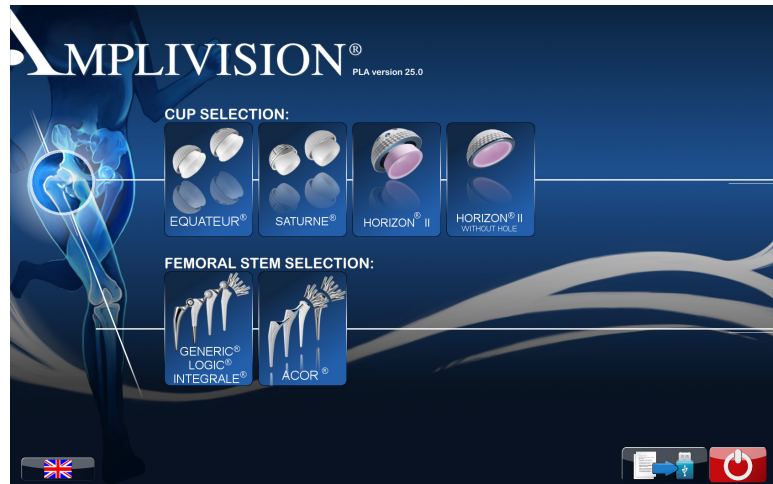 AMPLIVISION®
PLA version 25.0
CUP SELECTION:
EQUATEUR®
SATURNE®
HORIZON® II
HORIZON® II
WITHOUT HOLE
FEMORAL STEM SELECTION:
GENERIC®
LOGIC®
INTEGRALE®
ACOR®